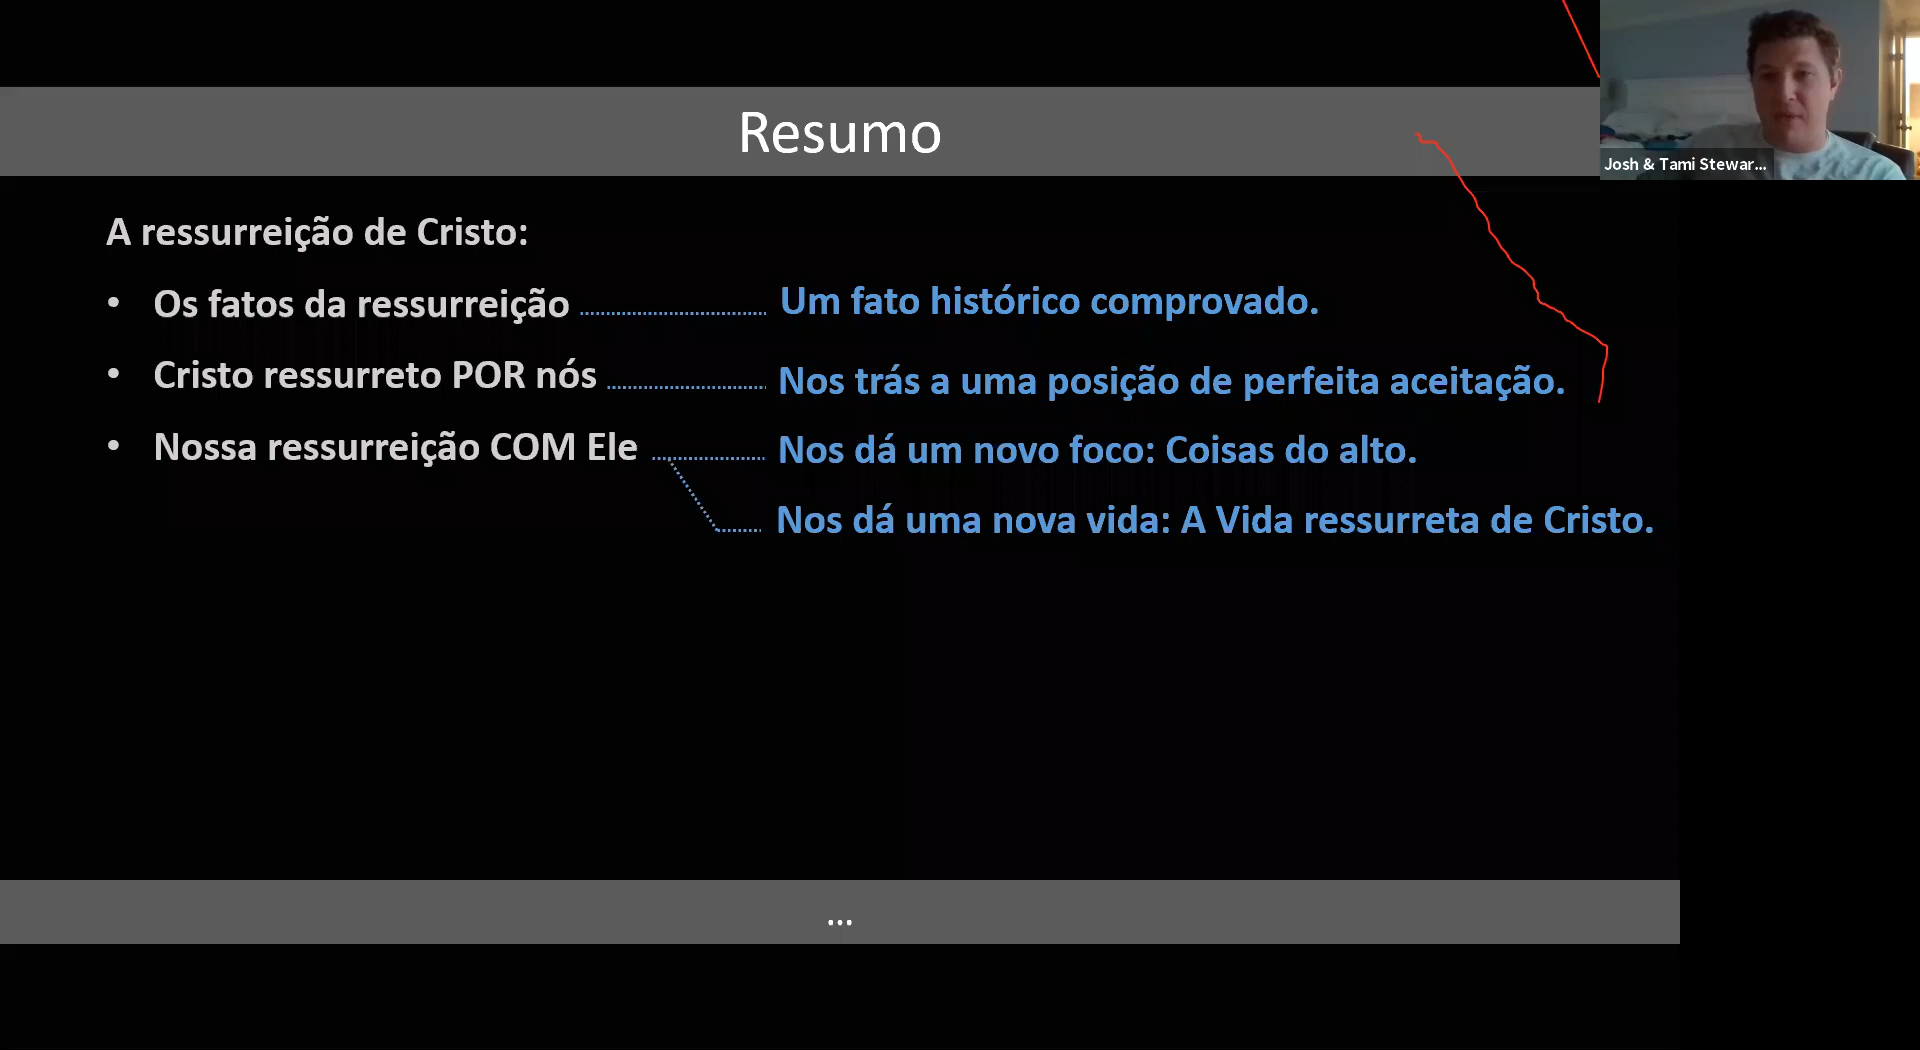 Resumo
Josh & Tami Stewar...
A ressurreição de Cristo:
• Os fatos da ressurreição Um fato histórico comprovado.
• Cristo ressurreto POR nós Nos trás a uma posição de perfeita aceitação.
• Nossa ressurreição COM Ele Nos dá um novo foco: Coisas do alto.
Nos dá uma nova vida: A Vida ressurreta de Cristo.
...